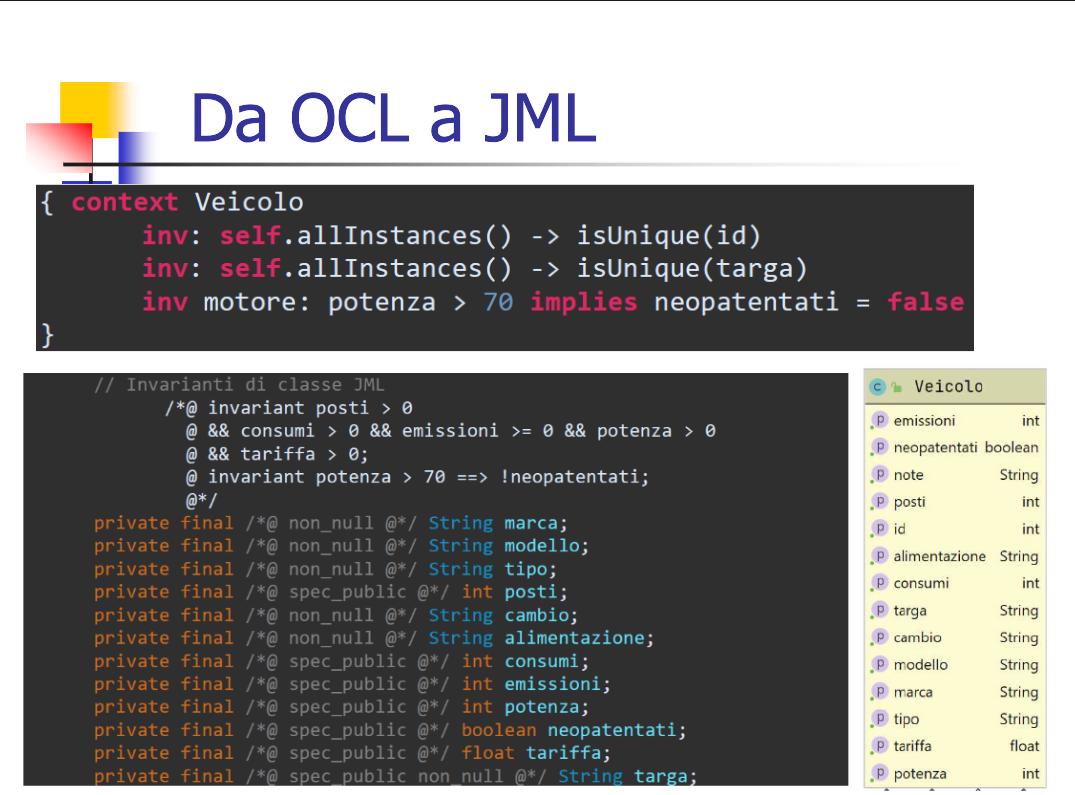 Da OCL a JML
{ context Veicolo
inv: self.allInstances() -> isUnique(id)
inv: self.allInstances() -> isUnique(targa)
inv motore: potenza > 70 implies neopatentati = false
}
// Invarianti di classe JML
/*@ invariant posti > 0
@ && consumi > 0 && emissioni >= 0 && potenza > 0
@ && tariffa > 0;
@ invariant potenza > 70 ==> !neopatentati;
@*/
private final /*@ non_null @*/ String marca;
private final /*@ non_null @*/ String modello;
private final /*@ non_null @*/ String tipo;
private final /*@ spec_public @*/ int posti;
private final /*@ non_null @*/ String cambio;
private final /*@ non_null @*/ String alimentazione;
private final /*@ spec_public @*/ int consumi;
private final /*@ spec_public @*/ int emissioni;
private final /*@ spec_public @*/ int potenza;
private final /*@ spec_public @*/ boolean neopatentati;
private final /*@ spec_public @*/ float tariffa;
private final /*@ spec_public non_null @*/ String targa;
C Veicolo
P emissioni int
P neopatentati boolean
P note String
P posti int
P id int
P alimentazione String
P consumi int
P targa String
P cambio String
P modello String
P marca String
P tipo String
P tariffa float
P potenza int